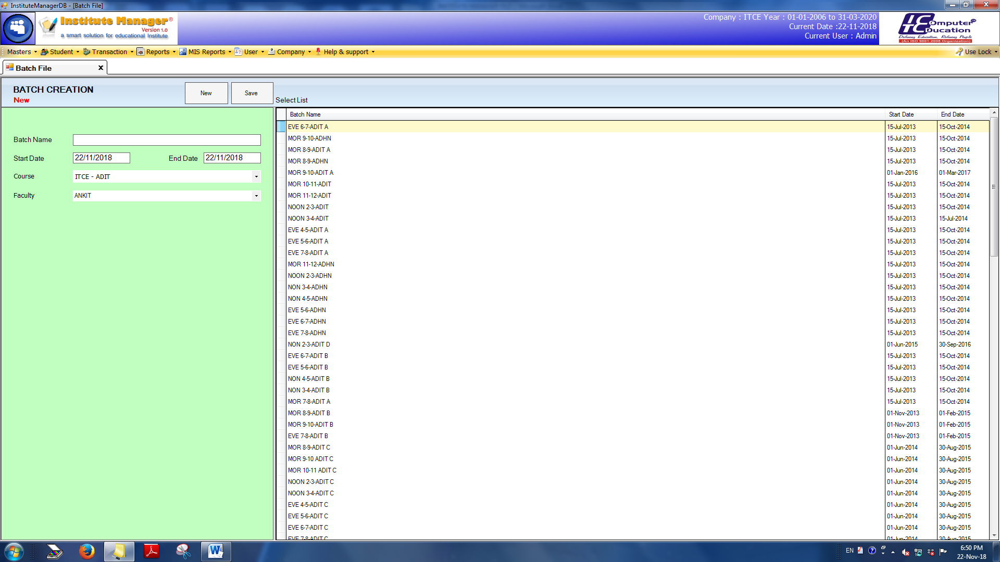 InstituteManagerDB - [Batch File]
Institute Manager®
Version 1.0
a smart solution for educational Institute
Company : ITCE Year : 01-01-2006 to 31-03-2020
Current Date :22-11-2018
Current User : Admin
ITCE Computer Education
Defining Education, Refining People
(An ISO 9001:2008 Organization)
Masters Student Transaction Reports MIS Reports User Company Help & support Use Lock
Batch File x
BATCH CREATION
New
New Save
Select List
Batch Name
Start Date 22/11/2018 End Date 22/11/2018
Course ITCE - ADIT
Faculty ANKIT
Batch Name Start Date End Date
EVE 6-7-ADIT A 15-Jul-2013 15-Oct-2014
MOR 9-10-ADHN 15-Jul-2013 15-Oct-2014
MOR 8-9-ADIT A 15-Jul-2013 15-Oct-2014
MOR 8-9-ADHN 15-Jul-2013 15-Oct-2014
MOR 9-10-ADIT A 01-Jan-2016 01-Mar-2017
MOR 10-11-ADIT 15-Jul-2013 15-Oct-2014
MOR 11-12-ADIT 15-Jul-2013 15-Oct-2014
NOON 2-3-ADIT 15-Jul-2013 15-Oct-2014
NOON 3-4-ADIT 15-Jul-2013 15-Jul-2014
EVE 4-5-ADIT A 15-Jul-2013 15-Oct-2014
EVE 5-6-ADIT A 15-Jul-2013 15-Oct-2014
EVE 7-8-ADIT A 15-Jul-2013 15-Oct-2014
MOR 11-12-ADHN 15-Jul-2013 15-Oct-2014
NOON 2-3-ADHN 15-Jul-2013 15-Oct-2014
NON 3-4-ADHN 15-Jul-2013 15-Oct-2014
NON 4-5-ADHN 15-Jul-2013 15-Oct-2014
EVE 5-6-ADHN 15-Jul-2013 15-Oct-2014
EVE 6-7-ADHN 15-Jul-2013 15-Oct-2014
EVE 7-8-ADHN 15-Jul-2013 15-Oct-2014
NON 2-3-ADIT D 01-Jun-2015 30-Sep-2016
EVE 6-7-ADIT B 15-Jul-2013 15-Oct-2014
EVE 5-6-ADIT B 15-Jul-2013 15-Oct-2014
NON 4-5-ADIT B 15-Jul-2013 15-Oct-2014
NON 3-4-ADIT B 15-Jul-2013 15-Oct-2014
MOR 7-8-ADIT A 15-Jul-2013 15-Oct-2014
MOR 8-9-ADIT B 01-Nov-2013 01-Feb-2015
MOR 9-10-ADIT B 01-Nov-2013 01-Feb-2015
EVE 7-8-ADIT B 01-Nov-2013 01-Feb-2015
MOR 8-9-ADIT C 01-Jun-2014 30-Aug-2015
MOR 9-10 ADIT C 01-Jun-2014 30-Aug-2015
MOR 10-11 ADIT C 01-Jun-2014 30-Aug-2015
NOON 2-3-ADIT C 01-Jun-2014 30-Aug-2015
NOON 3-4-ADIT C 01-Jun-2014 30-Aug-2015
EVE 4-5-ADIT C 01-Jun-2014 30-Aug-2015
EVE 5-6-ADIT C 01-Jun-2014 30-Aug-2015
EVE 6-7-ADIT C 01-Jun-2014 30-Aug-2015
EVE 7-8-ADIT C 01-Jun-2014 30-Aug-2015
EN 6:50 PM
22-Nov-18